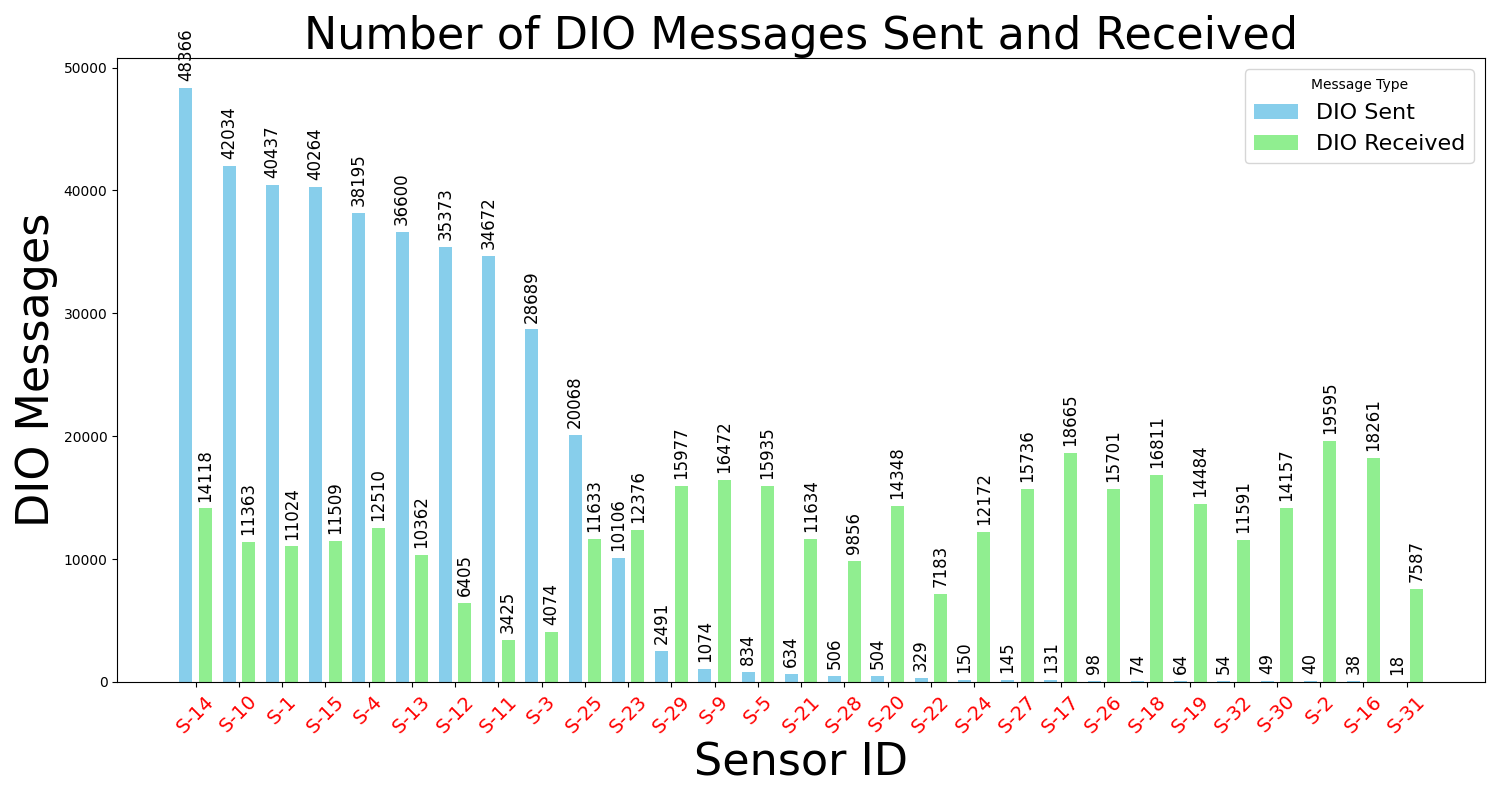 Number of DIO Messages Sent and Received
DIO Messages
50000
40000
30000
20000
10000
0
Message Type
DIO Sent
DIO Received
48366
14118
42034
11363
40437
11024
40264
11509
38195
12510
36600
10362
35373
6405
34672
3425
28689
4074
20068
11633
10106
12376
2491
15977
1074
16472
834
15935
634
11634
506
9856
504
14348
329
7183
150
12172
145
15736
131
18665
98
15701
74
16811
64
14484
54
11591
49
14157
40
19595
38
18261
18
7587
S-14
S-10
S-1
S-15
S-4
S-13
S-12
S-11
S-3
S-25
S-23
S-29
S-9
S-5
S-21
S-28
S-20
S-22
S-24
S-27
S-17
S-26
S-18
S-19
S-32
S-30
S-2
S-16
S-31
Sensor ID